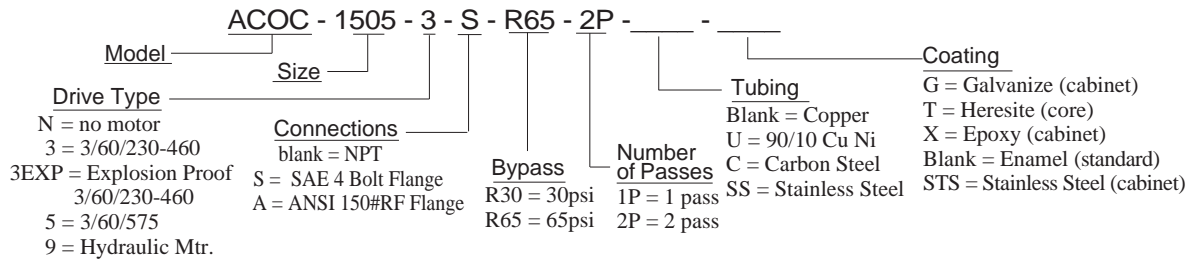 ACOC - 1505 - 3 - S - R65 - 2P - ____ - ____
Model
Size
Drive Type
N = no motor
3 = 3/60/230-460
3EXP = Explosion Proof
3/60/230-460
5 = 3/60/575
9 = Hydraulic Mtr.
Connections
blank = NPT
S = SAE 4 Bolt Flange
A = ANSI 150#RF Flange
Bypass
R30 = 30psi
R65 = 65psi
Number
of Passes
1P = 1 pass
2P = 2 pass
Tubing
Blank = Copper
U = 90/10 Cu Ni
C = Carbon Steel
SS = Stainless Steel
Coating
G = Galvanize (cabinet)
T = Heresite (core)
X = Epoxy (cabinet)
Blank = Enamel (standard)
STS = Stainless Steel (cabinet)